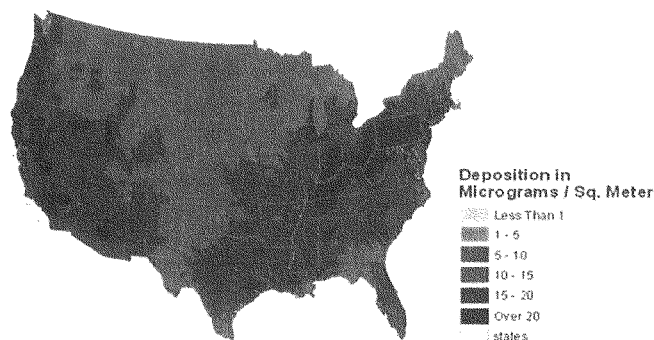 Deposition in
Micrograms / Sq. Meter
Less Than 1
1 - 5
5 - 10
10 - 15
15 - 20
Over 20
states